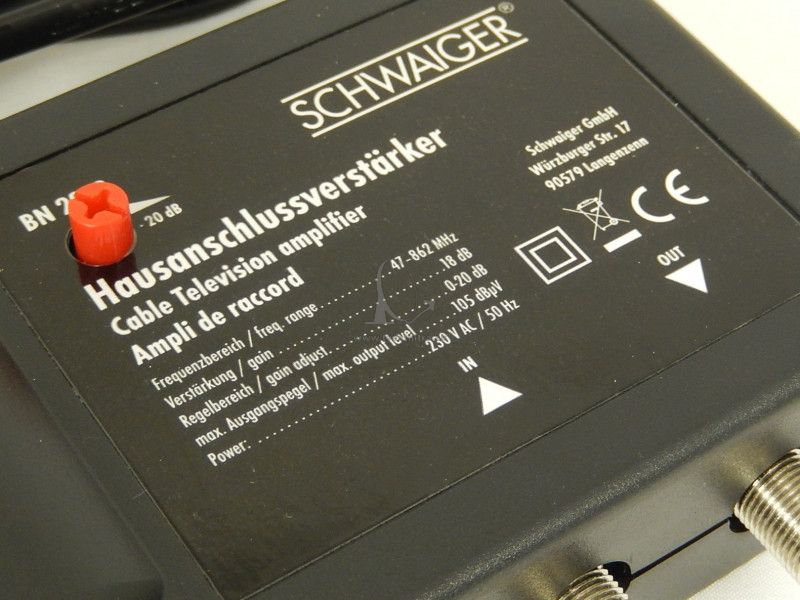 SCHWAIGER®
Schwaiger GmbH
Würzburger Str. 17
90579 Langenzenn
BN
- 20 dB
Hausanschlussverstärker
Cable Television amplifier
Ampli de raccord
Frequenzbereich / freq. range 47-862 MHz
Verstärkung / gain 18 dB
Regelbereich / gain adjust. 0-20 dB
max. Ausgangspegel / max. output level 105 dBµV
Power: 230 V AC / 50 Hz
CE
IN
OUT